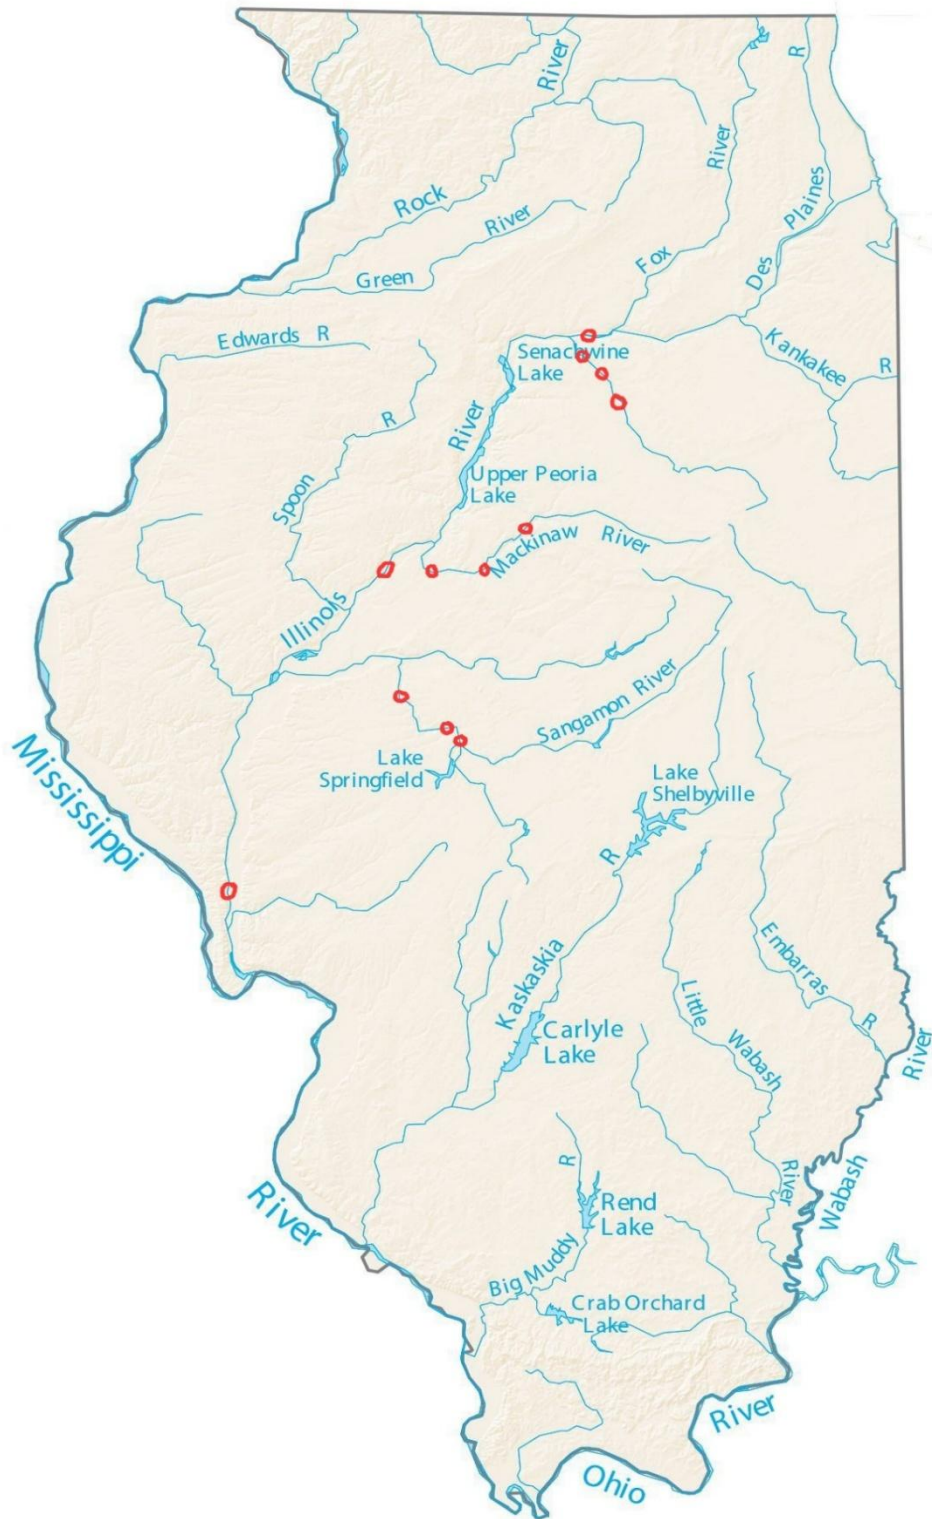 River
R
River
Rock
River
Plaines
Fox
Des
Green
Edwards R
Senachwine
Lake
Kankakee
R
R
River
Spoon
Upper Peoria
Lake
Mackinaw
River
Illinois
Sangamon River
Lake
Springfield
Lake
Shelbyville
R
Mississippi
Kaskaskia
Embarras
R
Little
Wabash
River
Carlyle
Lake
River
Wabash
R
Rend
Lake
River
Big Muddy
Crab Orchard
Lake
River
Ohio